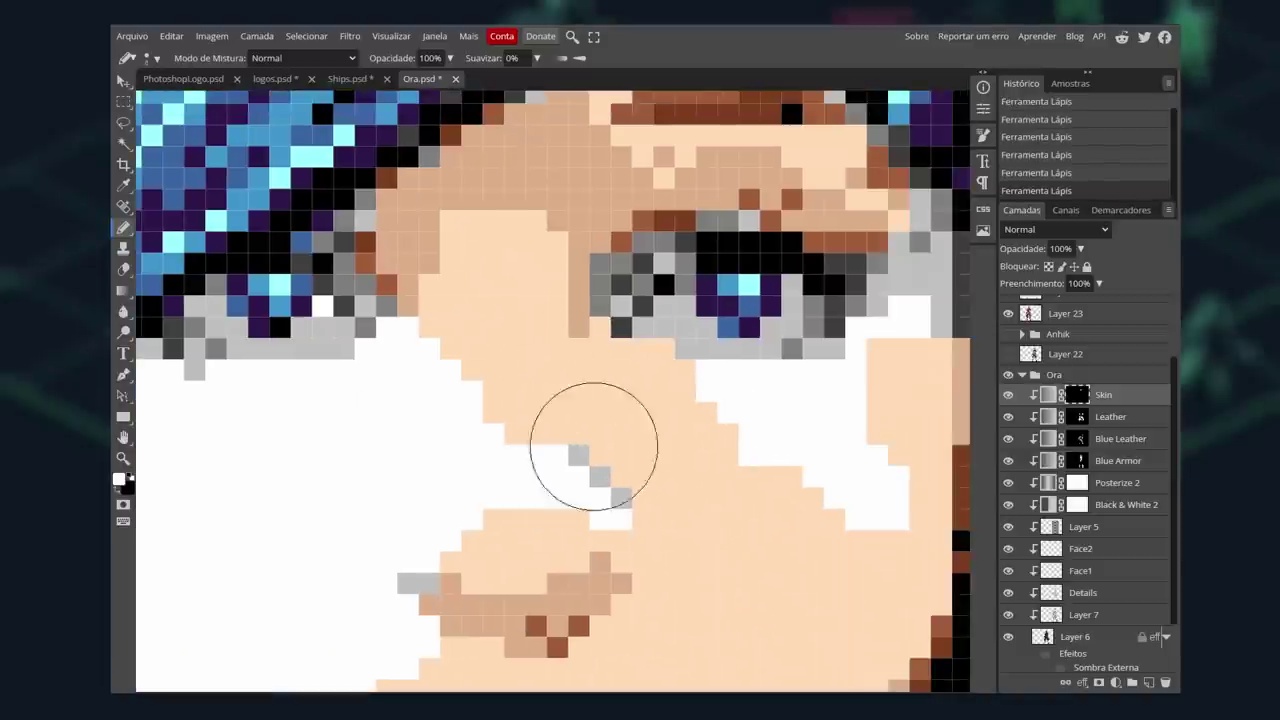 Arquivo Editar Imagem Camada Selecionar Filtro Visualizar Janela Mais Conta Donate Sobre Reportar um erro Aprender Blog API
Modo de Mistura: Normal Opacidade: 100% Suavizar: 0%
PhotoshopLogo.psd logos.psd * Ships.psd * Ora.psd *
Histórico Amostras
Ferramenta Lápis
Ferramenta Lápis
Ferramenta Lápis
Ferramenta Lápis
Ferramenta Lápis
Ferramenta Lápis
Camadas Canais Demarcadores
Normal
Opacidade: 100%
Bloquear:
Preenchimento: 100%
CSS
Layer 23
Anhik
Layer 22
Ora
Skin
Leather
Blue Leather
Blue Armor
Posterize 2
Black & White 2
Layer 5
Face2
Face1
Details
Layer 7
Layer 6 eff
Efeitos
Sombra Externa
eff